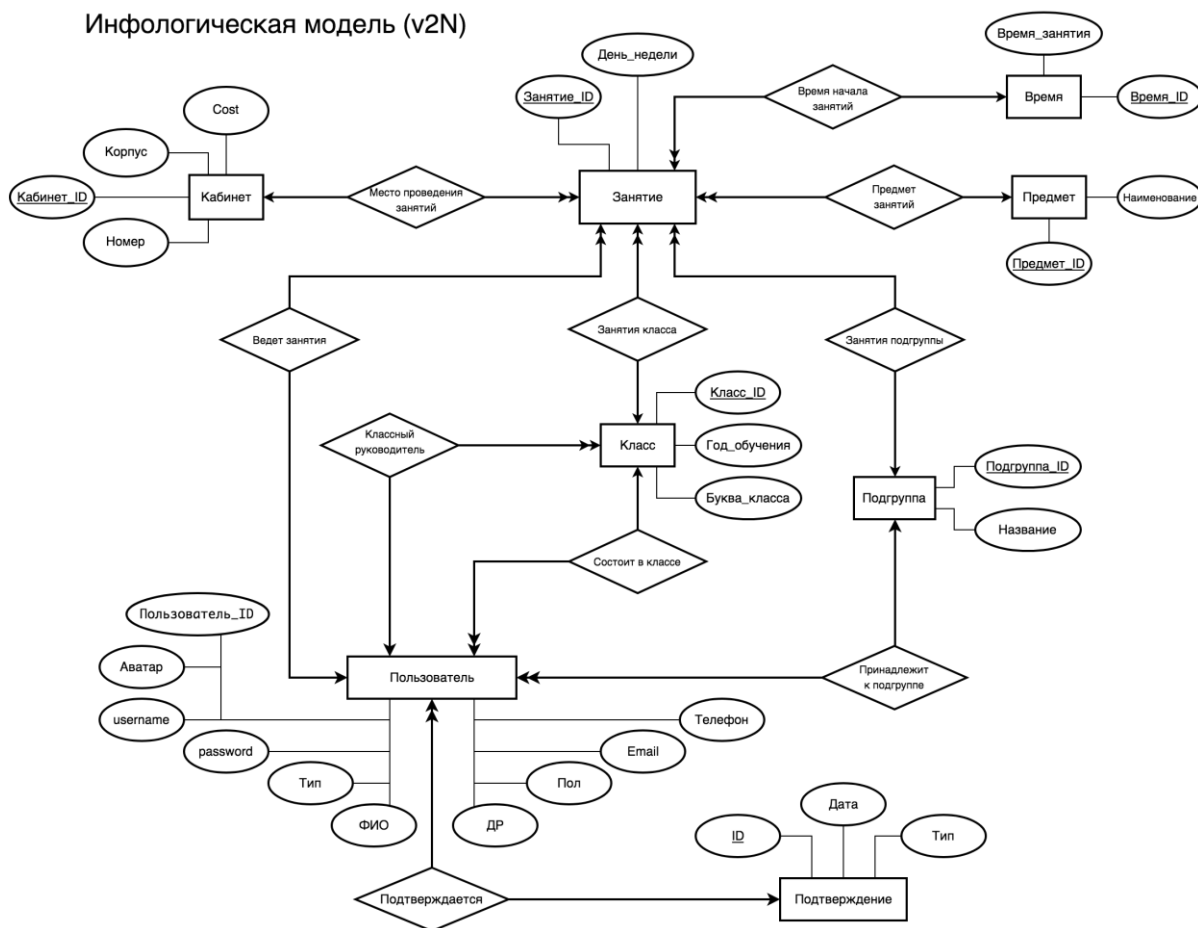 Инфологическая модель (v2N)
День_недели
Время_занятия
Занятие_ID
Время начала
занятий
Время
Время_ID
Cost
Корпус
Кабинет_ID
Кабинет
Номер
Место проведения
занятий
Занятие
Предмет
занятий
Предмет
Наименование
Предмет_ID
Ведет занятия
Занятия класса
Занятия подгруппы
Класс_ID
Классный
руководитель
Класс
Год_обучения
Буква_класса
Подгруппа_ID
Подгруппа
Название
Состоит в классе
Пользователь_ID
Аватар
Пользователь
Принадлежит
к подгруппе
username
Телефон
password
Email
Тип
Пол
ФИО
ДР
Дата
ID
Тип
Подтверждается
Подтверждение